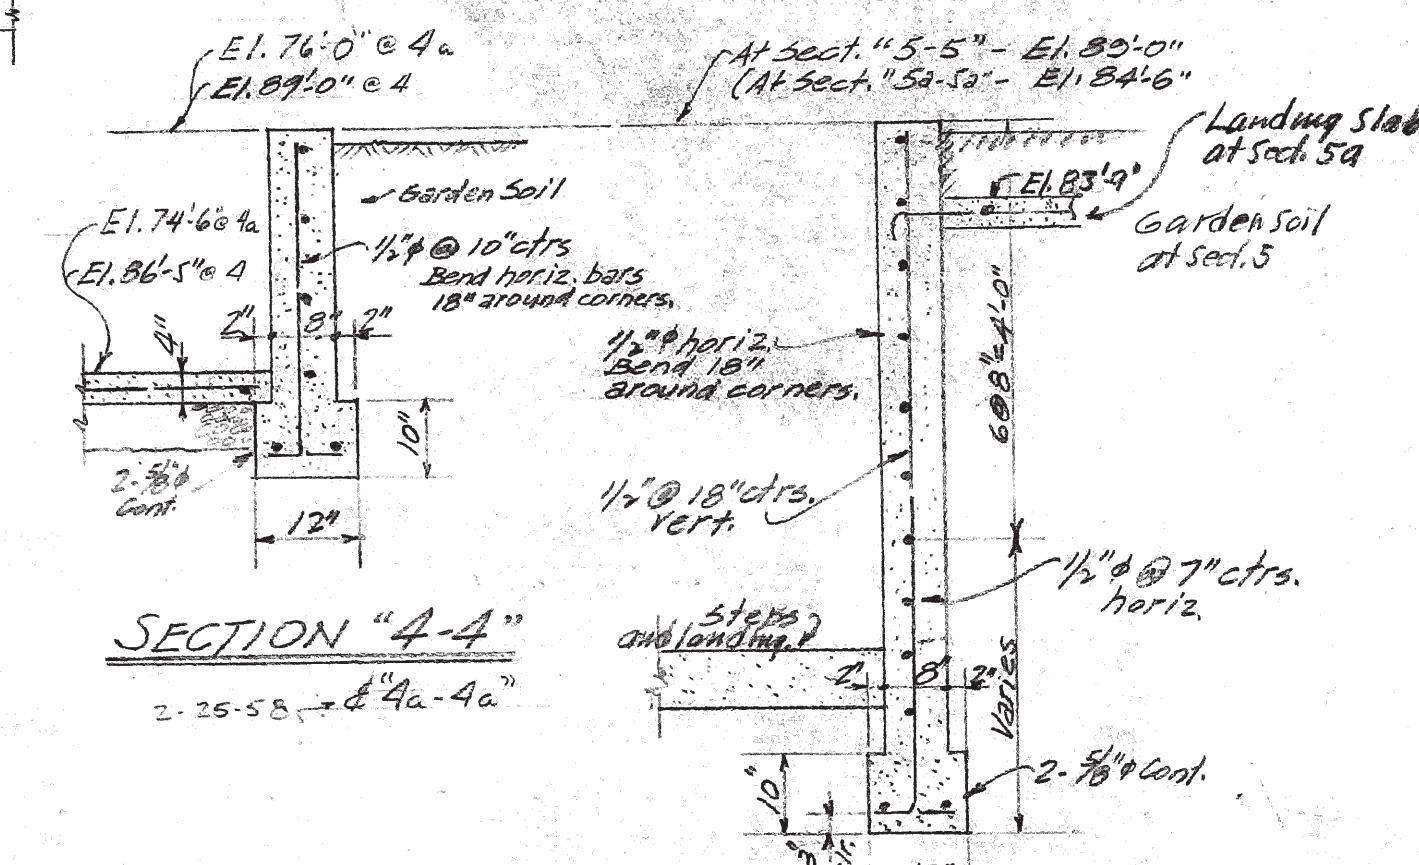 El. 76'-0" @ 4a
El. 89'-0" @ 4
At Sect. "5-5" - El. 89'-0"
(At Sect. "5a-5a" - El. 84'-6"
Landing Slab
at Sect. 5a
El. 83'-9"
Garden Soil
at Sect. 5
Garden Soil
El. 74'-6" @ 4a
El. 86'-5" @ 4
1/2"φ @ 10" ctrs
Bend horiz. bars
18" around corners.
4"
2" 8" 2"
10"
2-5/8"φ
Cont.
12"
SECTION "4-4"
2-25-58 → & "4a-4a"
1/2"φ horiz.
Bend 18"
around corners.
6@8"=4'-0"
1/2" @ 18" ctrs.
vert.
1/2"φ @ 7" ctrs.
horiz.
Steps
and landing.
2" 8" 2"
Varies
10"
2-5/8"φ Cont.
3"